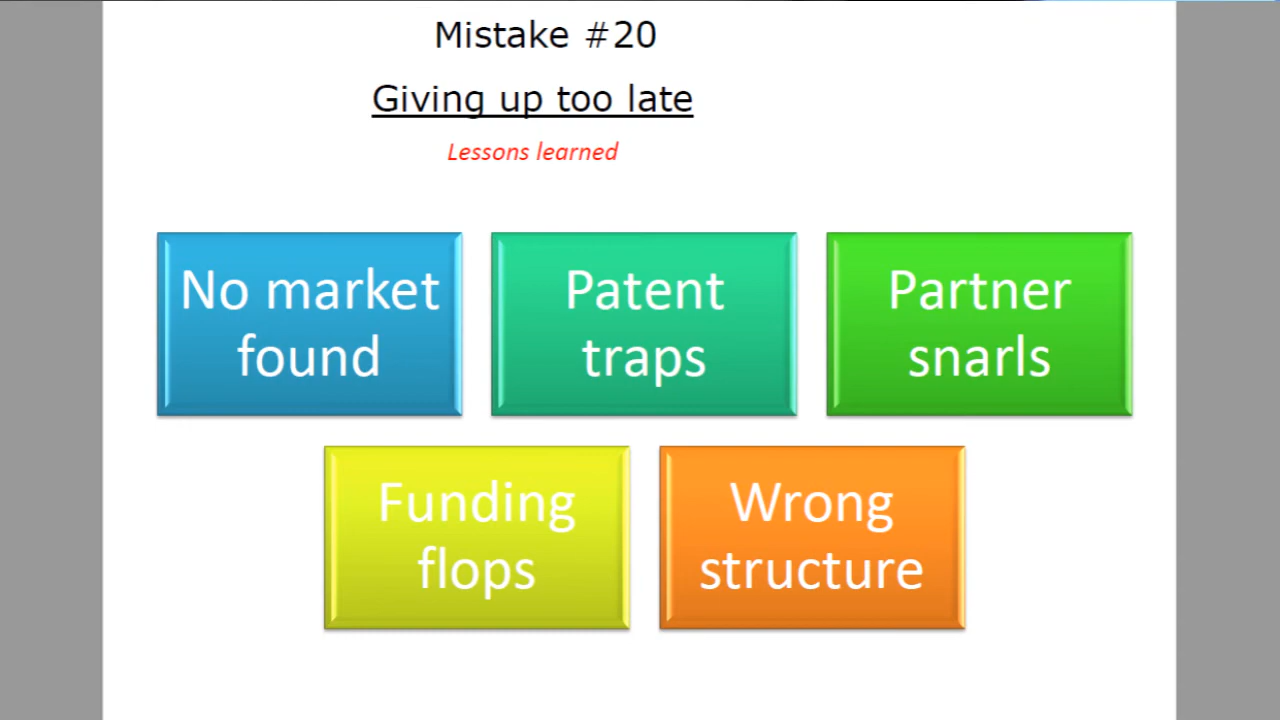 Mistake #20
Giving up too late
Lessons learned
No market
found
Patent
traps
Partner
snarls
Funding
flops
Wrong
structure